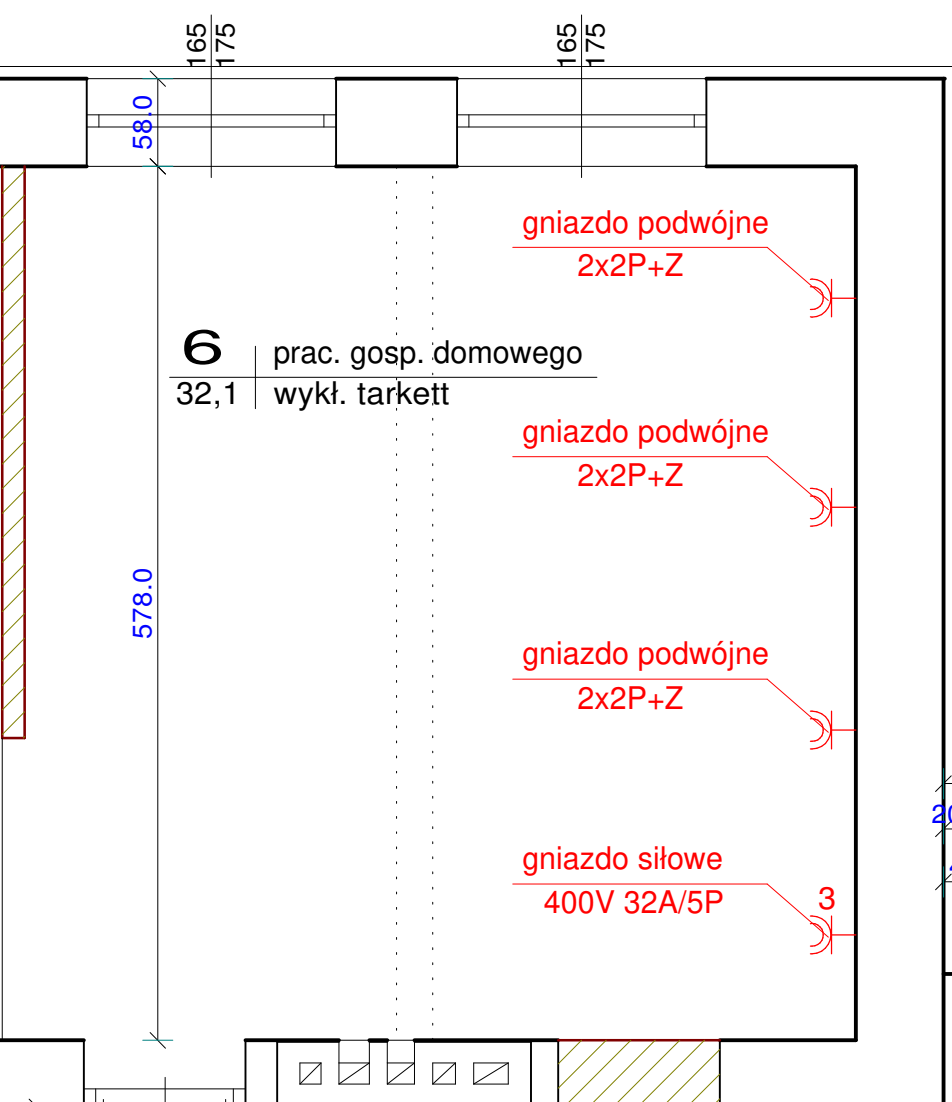 165
175
165
175
58.0
gniazdo podwójne
2x2P+Z
6 prac. gosp. domowego
32,1 wykł. tarkett
gniazdo podwójne
2x2P+Z
578.0
gniazdo podwójne
2x2P+Z
gniazdo siłowe
400V 32A/5P
3